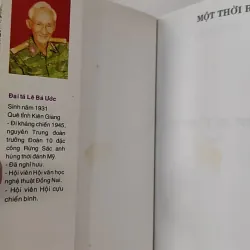 Đại tá Lê Bá Ước
Sinh năm 1931
Quê tỉnh Kiên Giang
- Đi kháng chiến 1945,
nguyên Trung đoàn
trưởng Đoàn 10 đặc
công Rừng Sác anh
hùng thời đánh Mỹ.
- Đã nghỉ hưu.
- Hội viên Hội văn học
nghệ thuật Đồng Nai.
- Hội viên Hội cựu
chiến binh.
MỘT THỜI